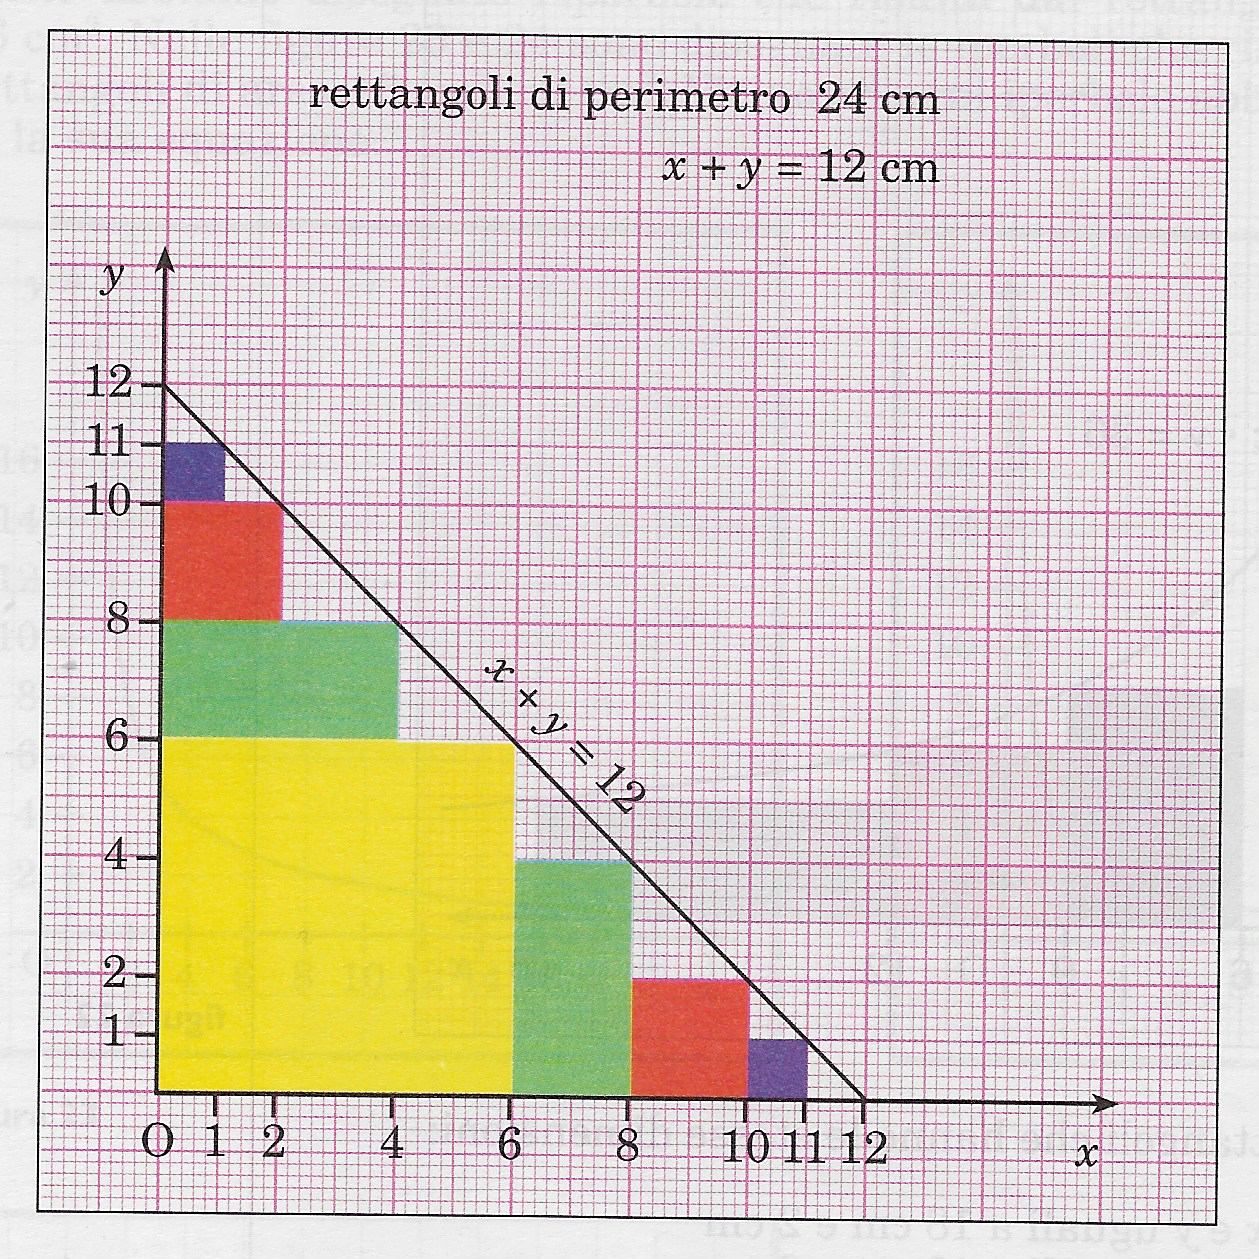 rettangoli di perimetro 24 cm
x + y = 12 cm
y
12
11
10
8
6
4
2
1
x + y = 12
O 1 2 4 6 8 10 11 12 x